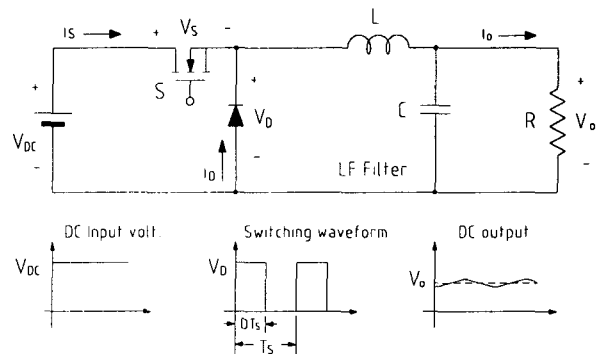 IS + VS - L Io
S
+ + +
VDC VD C R Vo
- ID - LF Filter -
DC Input volt. Switching waveform DC output
VDC VD Vo
DTs
Ts